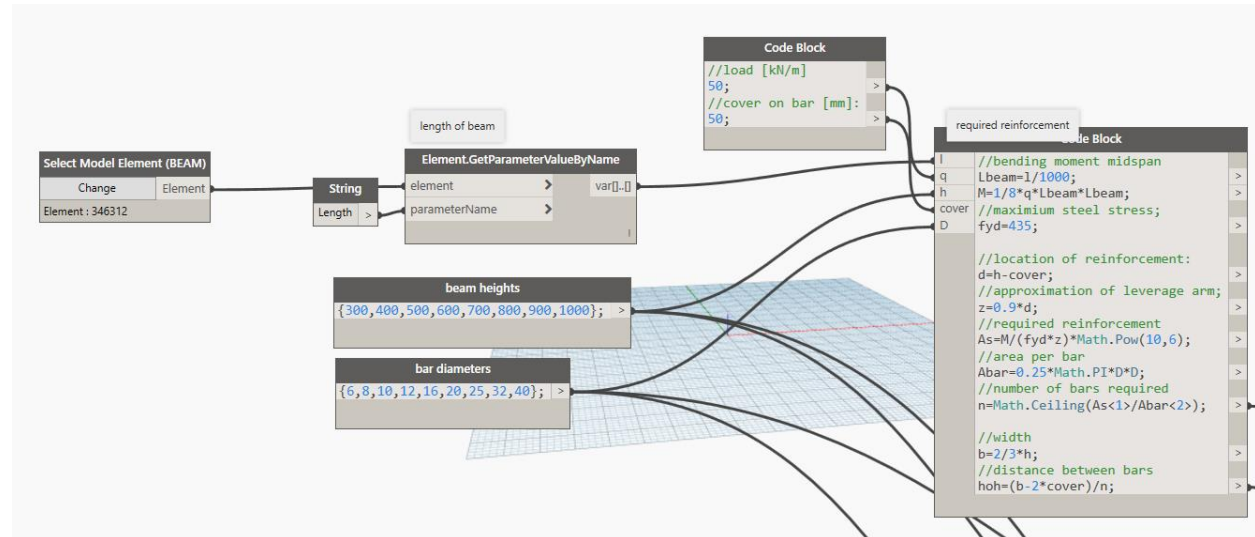 Code Block
//load [kN/m]
50;
>
//cover on bar [mm]:
50;
>
length of beam
Select Model Element (BEAM)
Change
Element
Element : 346312
String
Length
>
Element.GetParameterValueByName
element
>
var[]..[]
parameterName
>
l
beam heights
{300,400,500,600,700,800,900,1000};
>
bar diameters
{6,8,10,12,16,20,25,32,40};
>
required reinforcement
Code Block
l
//bending moment midspan
q
Lbeam=l/1000;
>
h
M=1/8*q*Lbeam*Lbeam;
>
cover
//maximium steel stress;
D
fyd=435;
>
//location of reinforcement:
d=h-cover;
>
//approximation of leverage arm;
z=0.9*d;
>
//required reinforcement
As=M/(fyd*z)*Math.Pow(10,6);
>
//area per bar
Abar=0.25*Math.PI*D*D;
>
//number of bars required
n=Math.Ceiling(As<1>/Abar<2>);
>
//width
b=2/3*h;
>
//distance between bars
hoh=(b-2*cover)/n;
>